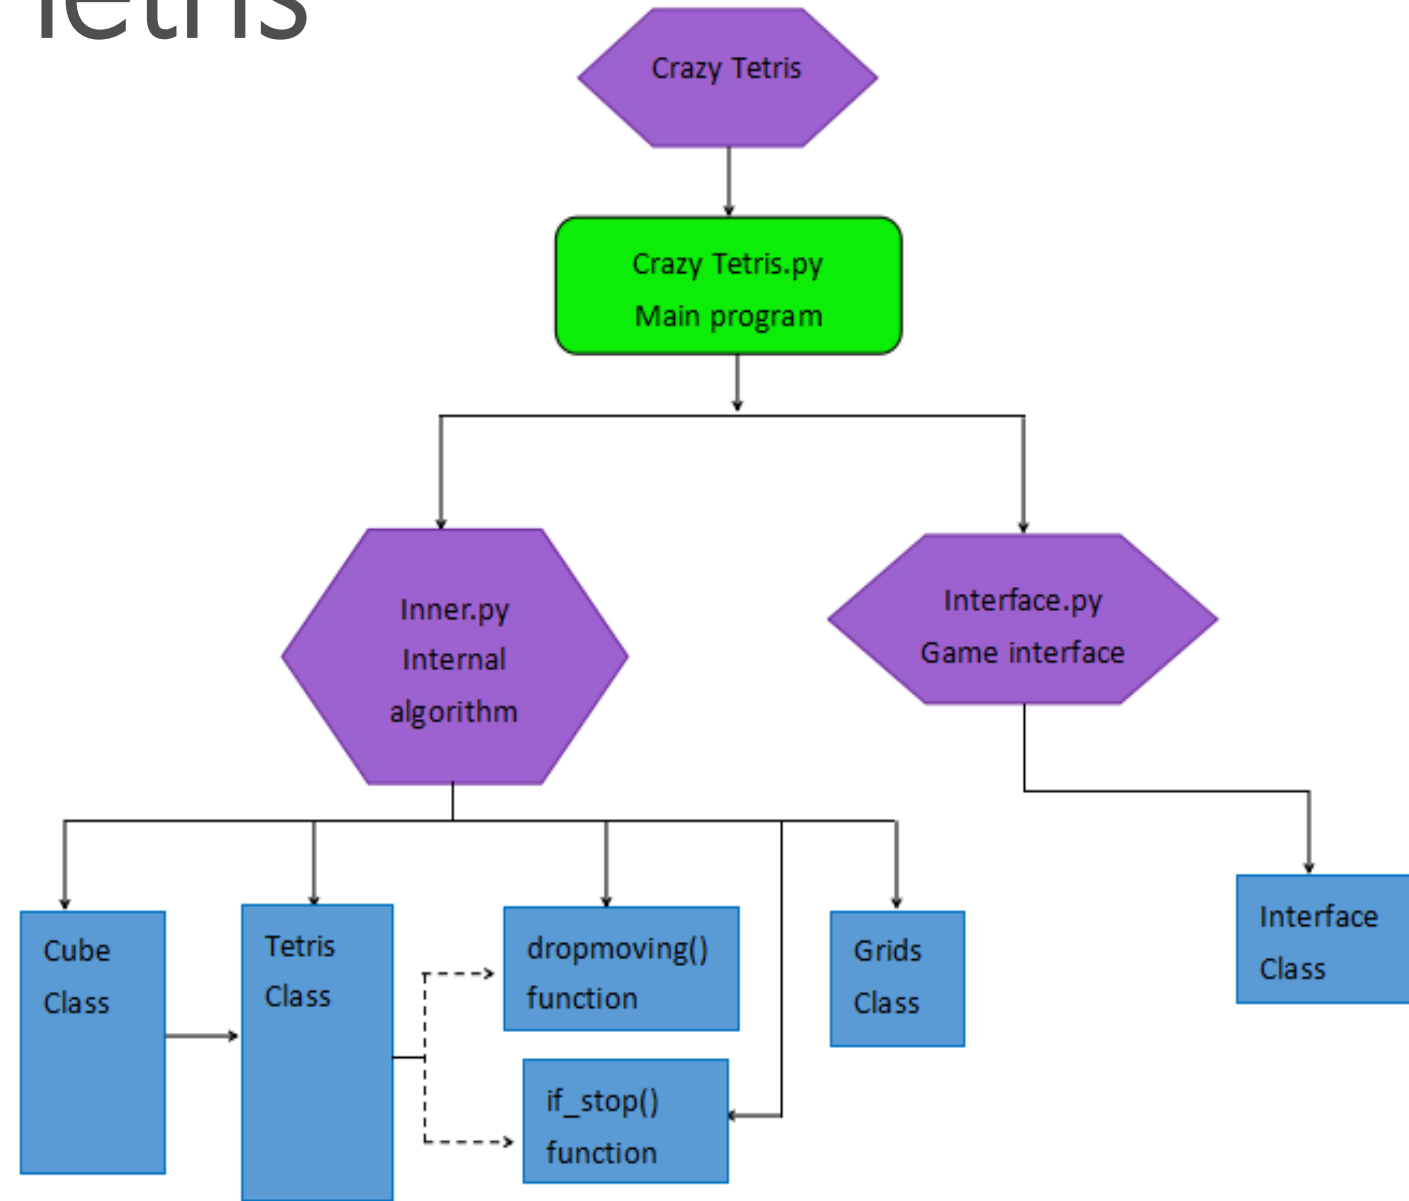 Tetris
Crazy Tetris
Crazy Tetris.py
Main program
Inner.py
Internal
algorithm
Interface.py
Game interface
Cube
Class
Tetris
Class
dropmoving()
function
if_stop()
function
Grids
Class
Interface
Class